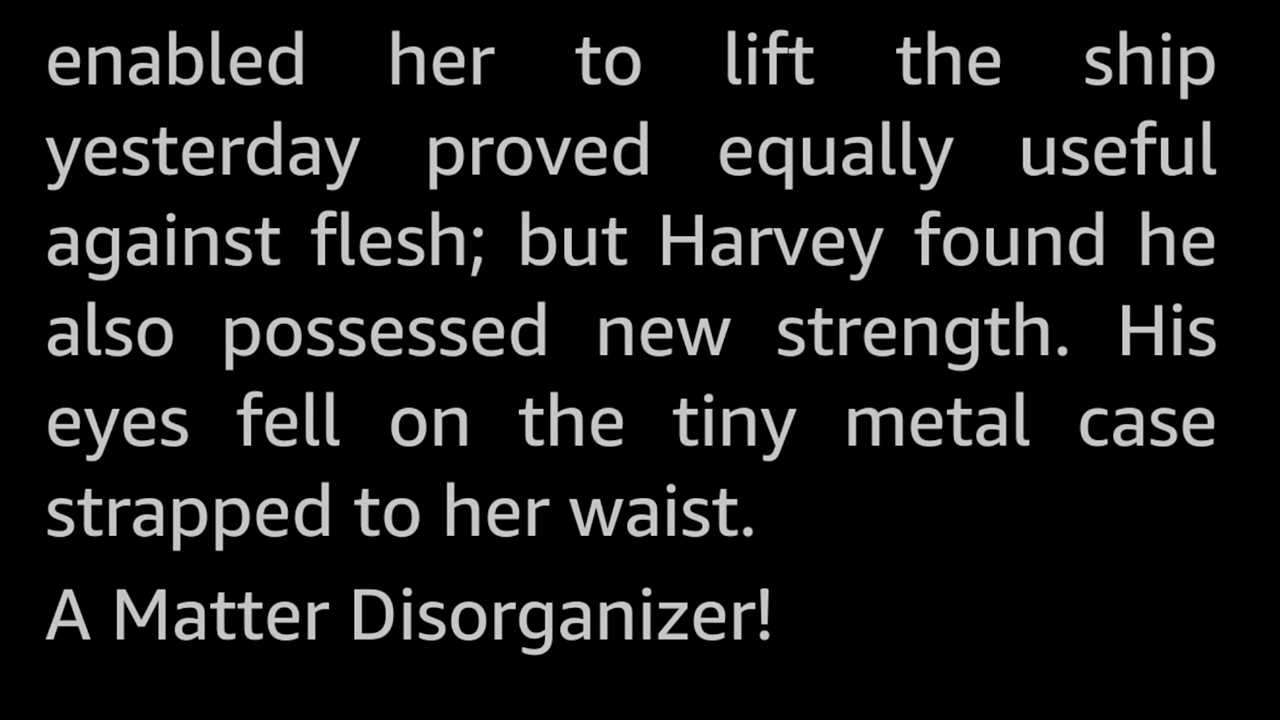 enabled her to lift the ship
yesterday proved equally useful
against flesh; but Harvey found he
also possessed new strength. His
eyes fell on the tiny metal case
strapped to her waist.
A Matter Disorganizer!